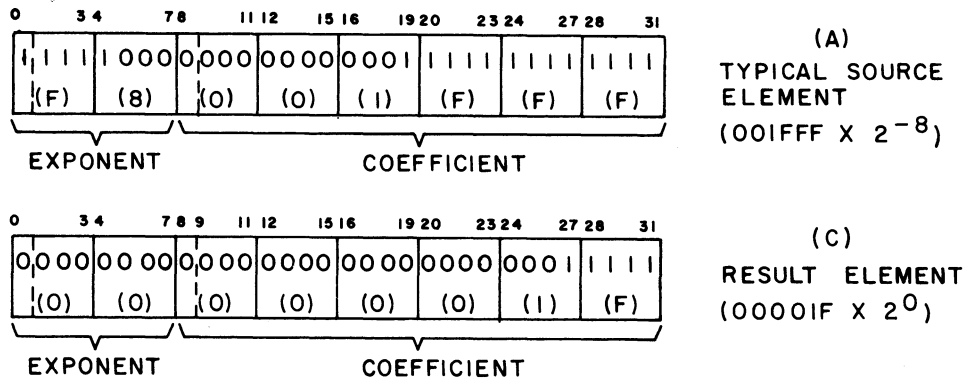 0 3 4 7 8 11 12 15 16 19 20 23 24 27 28 31
1 1 1 1 1 0 0 0 0 0 0 0 0 0 0 0 0 0 0 1 1 1 1 1 1 1 1 1 1 1 1 1
(F) (8) (0) (0) (1) (F) (F) (F)
EXPONENT COEFFICIENT
(A)
TYPICAL SOURCE
ELEMENT
(001FFF X 2⁻⁸)
0 3 4 7 8 9 11 12 15 16 19 20 23 24 27 28 31
0 0 0 0 0 0 0 0 0 0 0 0 0 0 0 0 0 0 0 0 0 0 0 0 0 0 0 1 1 1 1 1
(0) (0) (0) (0) (0) (0) (1) (F)
EXPONENT COEFFICIENT
(C)
RESULT ELEMENT
(00001F X 2⁰)